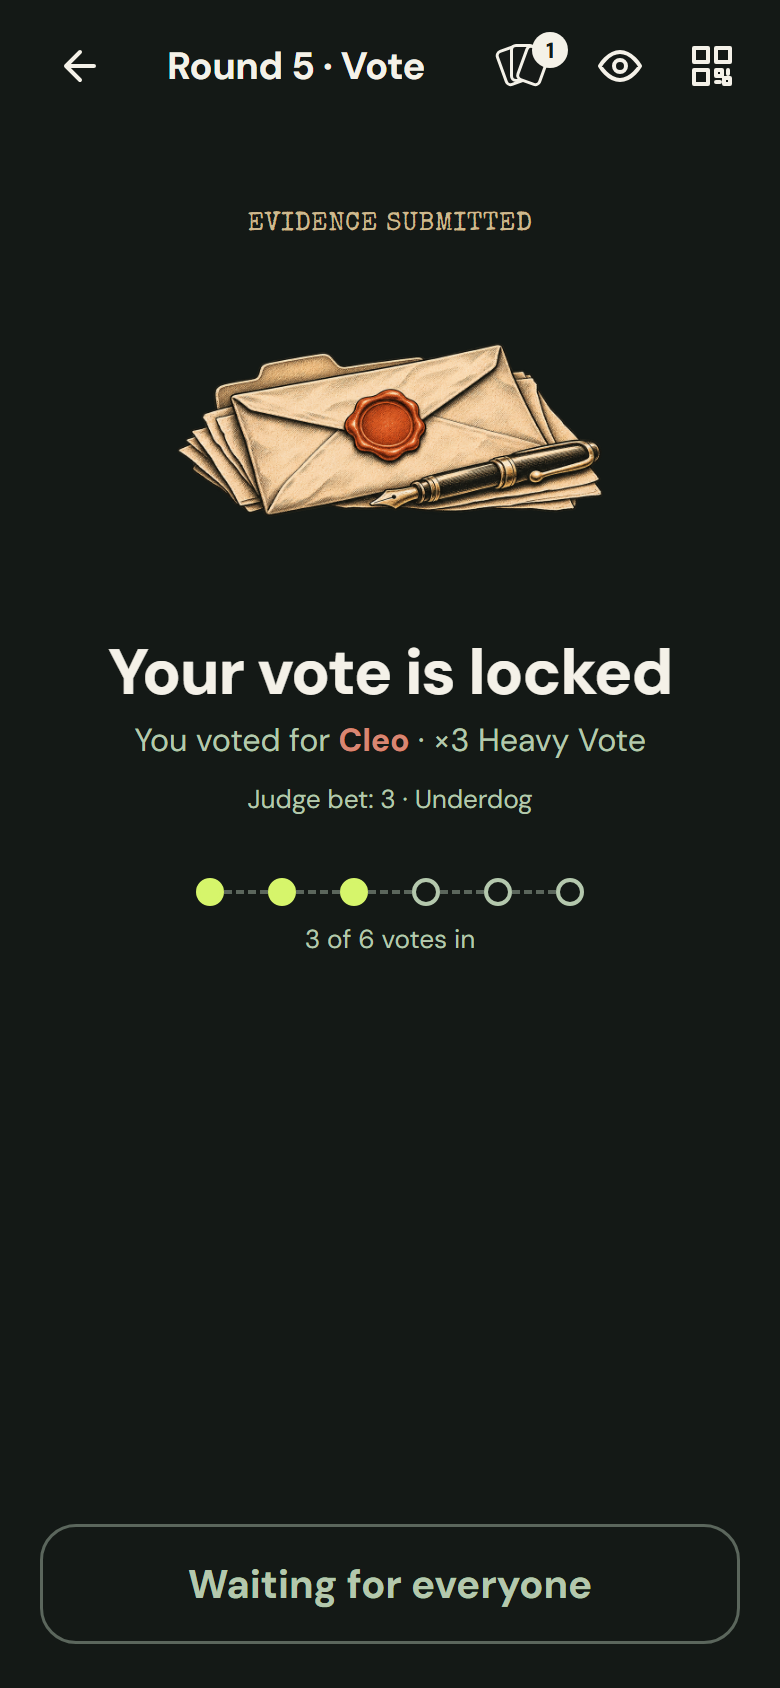 Round 5 · Vote
1
EVIDENCE SUBMITTED
Your vote is locked
You voted for Cleo · ×3 Heavy Vote
Judge bet: 3 · Underdog
3 of 6 votes in
Waiting for everyone